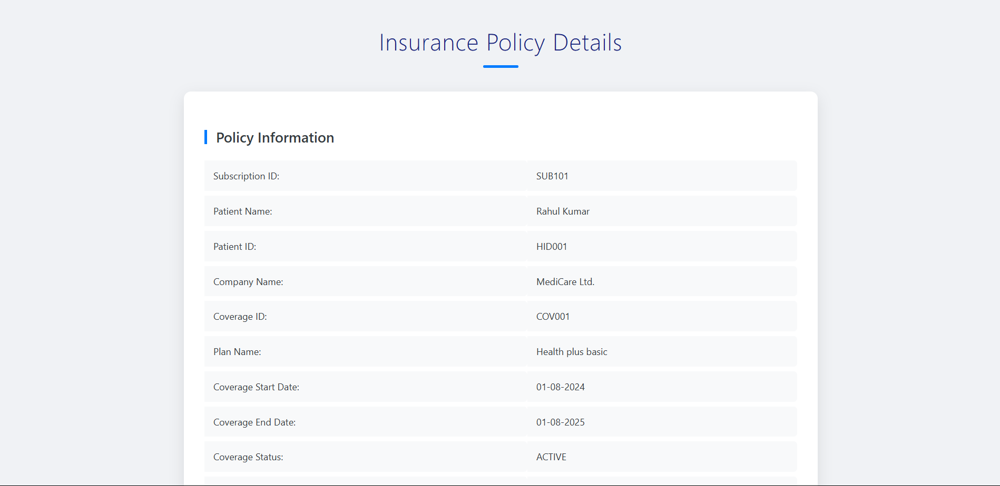 Insurance Policy Details
Policy Information
Subscription ID: SUB101
Patient Name: Rahul Kumar
Patient ID: HID001
Company Name: MediCare Ltd.
Coverage ID: COV001
Plan Name: Health plus basic
Coverage Start Date: 01-08-2024
Coverage End Date: 01-08-2025
Coverage Status: ACTIVE